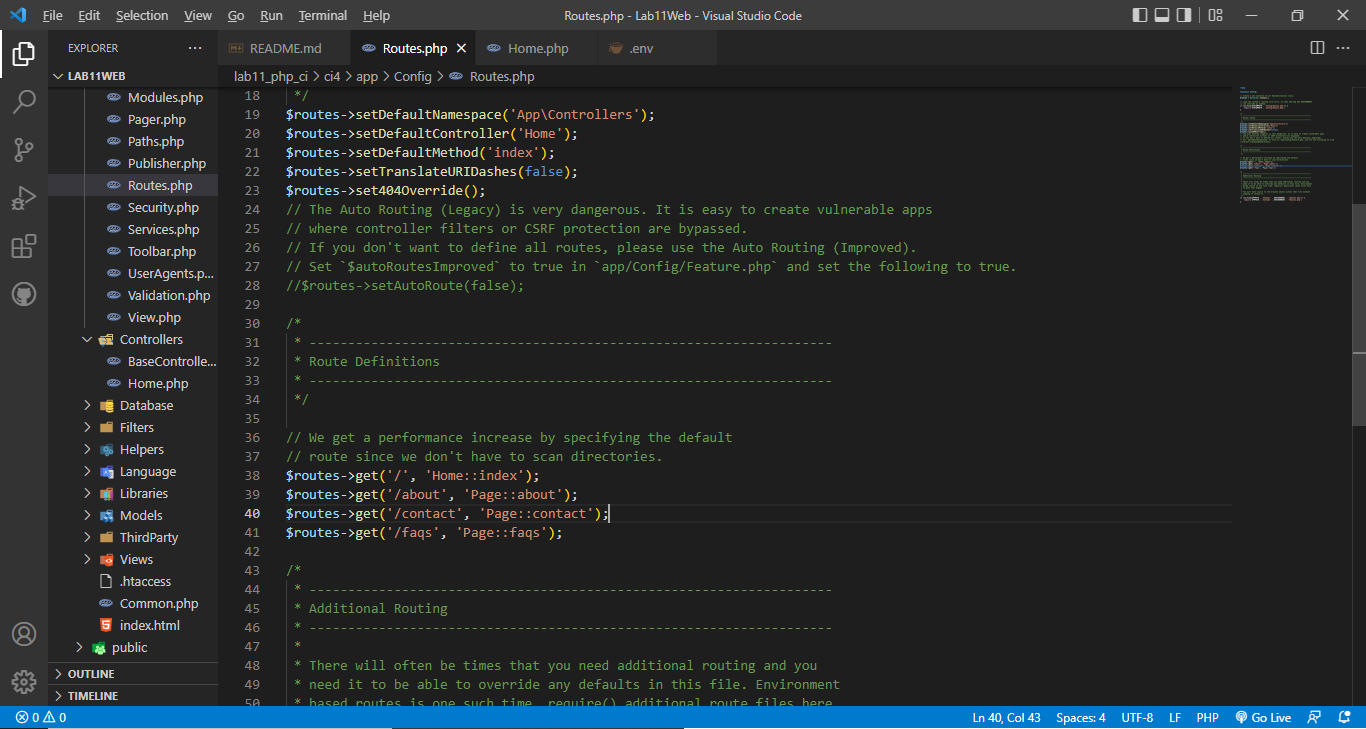 File Edit Selection View Go Run Terminal Help
Routes.php - Lab11Web - Visual Studio Code
EXPLORER
README.md
Routes.php
Home.php
.env
LAB11WEB
lab11_php_ci > ci4 > app > Config > Routes.php
Modules.php
Pager.php
Paths.php
Publisher.php
Routes.php
Security.php
Services.php
Toolbar.php
UserAgents.p...
Validation.php
View.php
Controllers
BaseControlle...
Home.php
Database
Filters
Helpers
Language
Libraries
Models
ThirdParty
Views
.htaccess
Common.php
index.html
public
OUTLINE
TIMELINE
18 */
19 $routes->setDefaultNamespace('App\Controllers');
20 $routes->setDefaultController('Home');
21 $routes->setDefaultMethod('index');
22 $routes->setTranslateURIDashes(false);
23 $routes->set404Override();
24 // The Auto Routing (Legacy) is very dangerous. It is easy to create vulnerable apps
25 // where controller filters or CSRF protection are bypassed.
26 // If you don't want to define all routes, please use the Auto Routing (Improved).
27 // Set `$autoRoutesImproved` to true in `app/Config/Feature.php` and set the following to true.
28 //$routes->setAutoRoute(false);
29
30 /*
31 * --------------------------------------------------------------------
32 * Route Definitions
33 * --------------------------------------------------------------------
34 */
35
36 // We get a performance increase by specifying the default
37 // route since we don't have to scan directories.
38 $routes->get('/', 'Home::index');
39 $routes->get('/about', 'Page::about');
40 $routes->get('/contact', 'Page::contact');
41 $routes->get('/faqs', 'Page::faqs');
42
43 /*
44 * --------------------------------------------------------------------
45 * Additional Routing
46 * --------------------------------------------------------------------
47 *
48 * There will often be times that you need additional routing and you
49 * need it to be able to override any defaults in this file. Environment
50 * based routes is one such time. require() additional route files here
0 0
Ln 40, Col 43 Spaces: 4 UTF-8 LF PHP Go Live